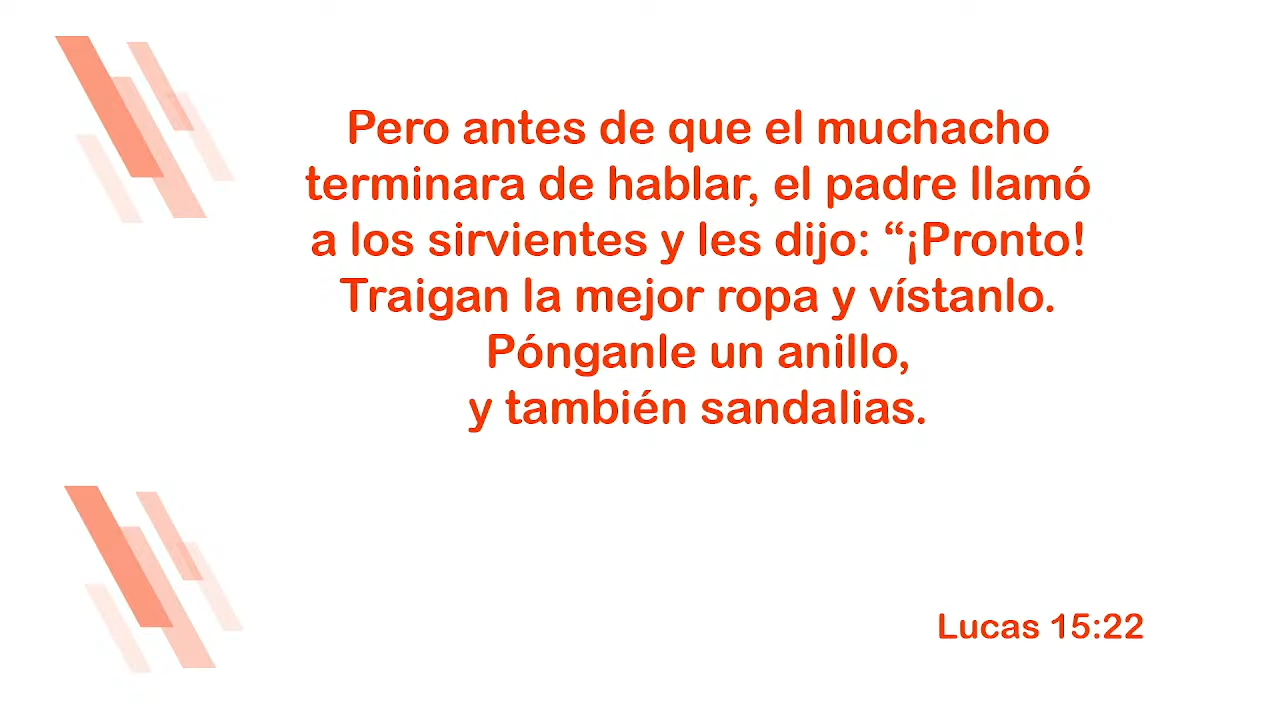 Pero antes de que el muchacho
terminara de hablar, el padre llamó
a los sirvientes y les dijo: “¡Pronto!
Traigan la mejor ropa y vístanlo.
Pónganle un anillo,
y también sandalias.
Lucas 15:22